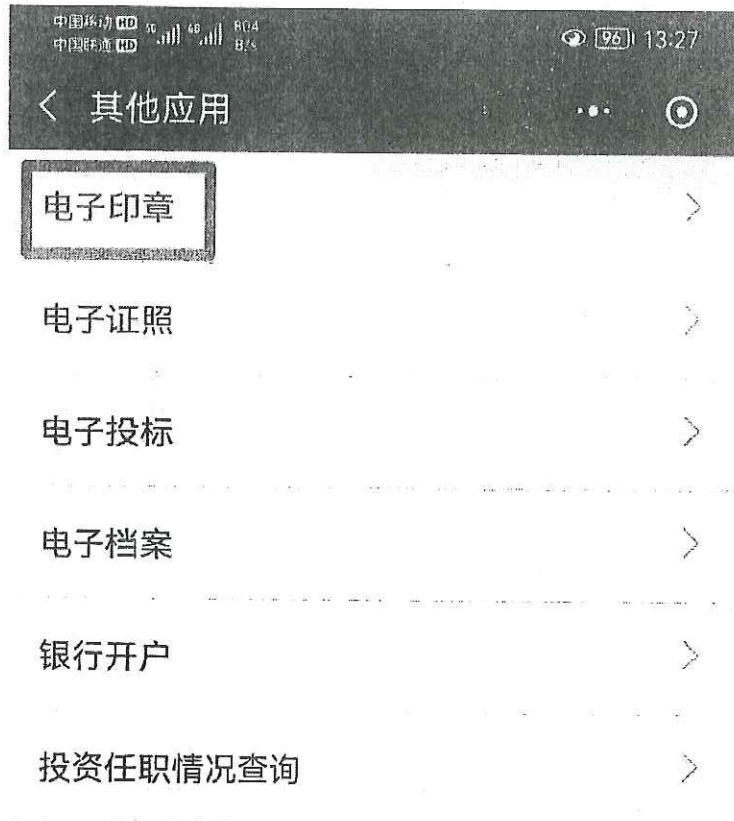 中国移动 HD 5G 4G 804
中国联通 HD B/s 96 13:27
其他应用
电子印章
电子证照
电子投标
电子档案
银行开户
投资任职情况查询